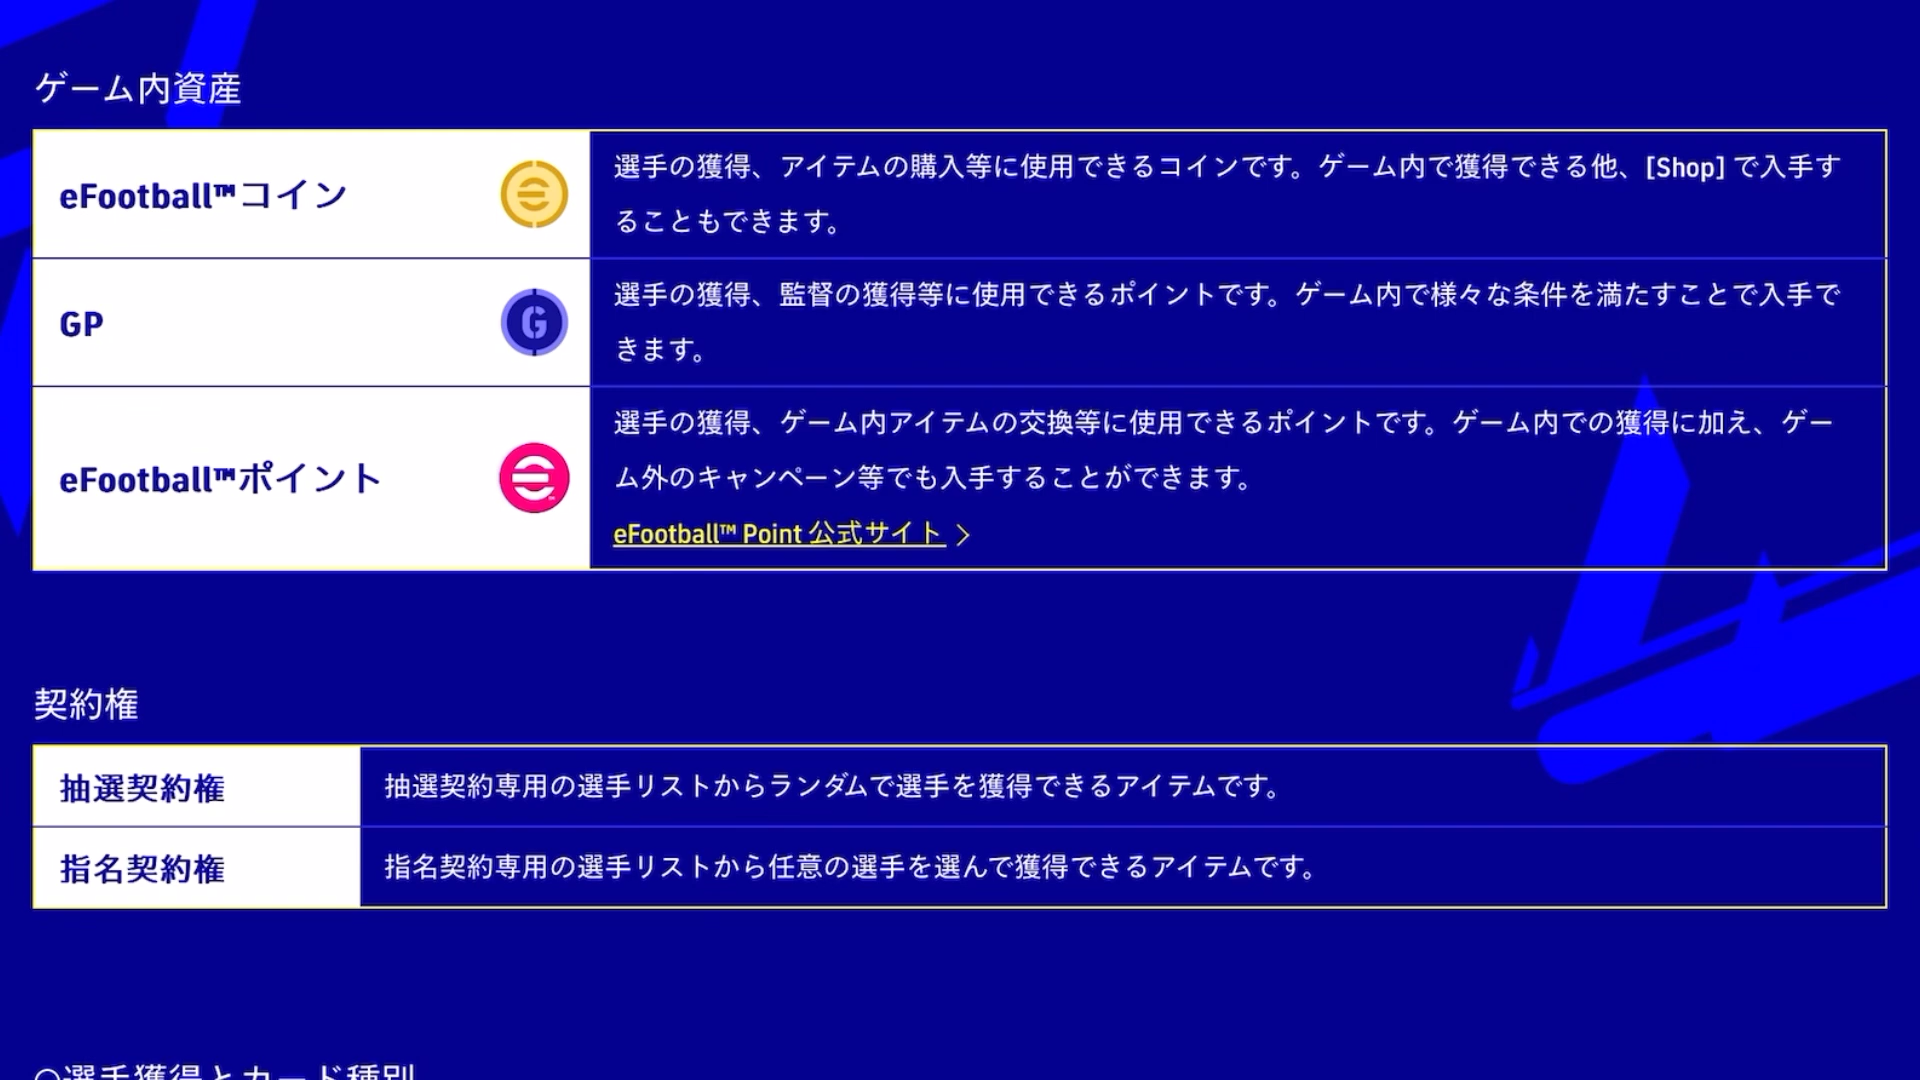 ゲーム内資産
eFootball™コイン
選手の獲得、アイテムの購入等に使用できるコインです。ゲーム内で獲得できる他、[Shop] で入手す
ることもできます。
GP
G
選手の獲得、監督の獲得等に使用できるポイントです。ゲーム内で様々な条件を満たすことで入手で
きます。
eFootball™ポイント
選手の獲得、ゲーム内アイテムの交換等に使用できるポイントです。ゲーム内での獲得に加え、ゲー
ム外のキャンペーン等でも入手することができます。
eFootball™ Point 公式サイト >
契約権
抽選契約権
抽選契約専用の選手リストからランダムで選手を獲得できるアイテムです。
指名契約権
指名契約専用の選手リストから任意の選手を選んで獲得できるアイテムです。
○選手獲得とカード種別